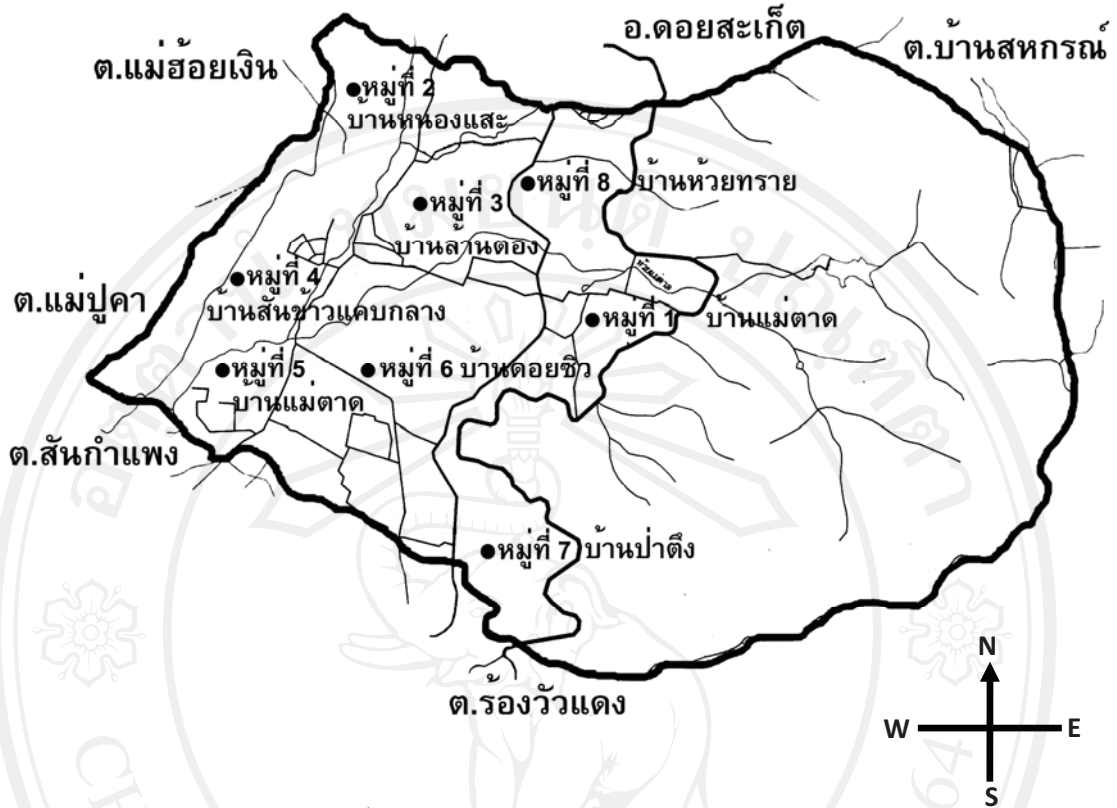 อ.ดอยสะเก็ต
ต.บ้านสหกรณ์
ต.แม่ฮ้อยเงิน
หมู่ที่ 2
บ้านหนองแสะ
หมู่ที่ 8 บ้านห้วยทราย
หมู่ที่ 3
บ้านล้านตอง
หมู่ที่ 4
บ้านสันข้าวแคบกลาง
ต.แม่ปูคา
หมู่ที่ 1 บ้านแม่ตาด
หมู่ที่ 5
บ้านแม่ตาด
หมู่ที่ 6 บ้านดอยซิว
ต.สันกำแพง
หมู่ที่ 7 บ้านป่าตึง
ต.ร้องวัวแดง
N
W E
S